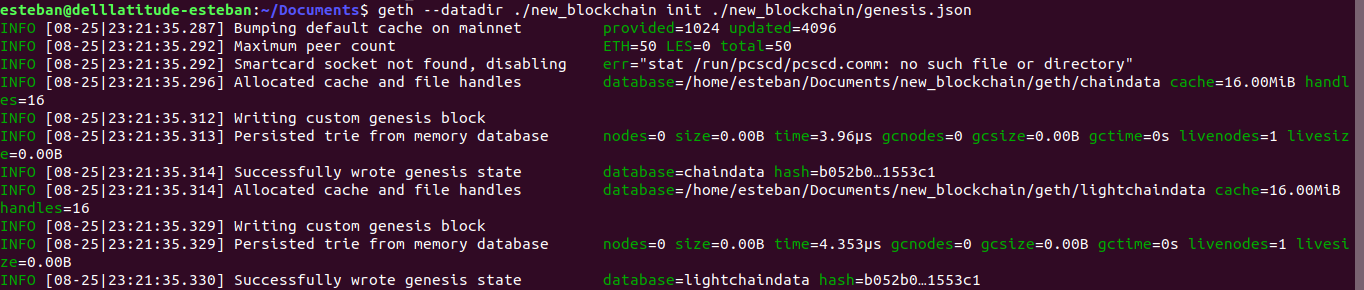 esteban@delllatitude-esteban:~/Documents$ geth --datadir ./new_blockchain init ./new_blockchain/genesis.json
INFO [08-25|23:21:35.287] Bumping default cache on mainnet         provided=1024 updated=4096
INFO [08-25|23:21:35.292] Maximum peer count                       ETH=50 LES=0 total=50
INFO [08-25|23:21:35.292] Smartcard socket not found, disabling    err="stat /run/pcscd/pcscd.comm: no such file or directory"
INFO [08-25|23:21:35.296] Allocated cache and file handles         database=/home/esteban/Documents/new_blockchain/geth/chaindata cache=16.00MiB handl
es=16
INFO [08-25|23:21:35.312] Writing custom genesis block
INFO [08-25|23:21:35.313] Persisted trie from memory database      nodes=0 size=0.00B time=3.96µs gcnodes=0 gcsize=0.00B gctime=0s livenodes=1 livesiz
e=0.00B
INFO [08-25|23:21:35.314] Successfully wrote genesis state         database=chaindata hash=b052b0…1553c1
INFO [08-25|23:21:35.314] Allocated cache and file handles         database=/home/esteban/Documents/new_blockchain/geth/lightchaindata cache=16.00MiB
handles=16
INFO [08-25|23:21:35.329] Writing custom genesis block
INFO [08-25|23:21:35.329] Persisted trie from memory database      nodes=0 size=0.00B time=4.353µs gcnodes=0 gcsize=0.00B gctime=0s livenodes=1 livesi
ze=0.00B
INFO [08-25|23:21:35.330] Successfully wrote genesis state         database=lightchaindata hash=b052b0…1553c1